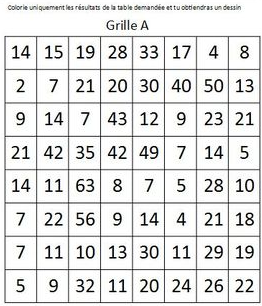 Colorie uniquement les résultats de la table demandée et tu obtiendras un dessin
Grille A
14 15 19 28 33 17 4 8
2 7 21 20 30 40 50 13
9 14 7 43 12 9 23 21
21 42 35 42 49 7 14 5
14 11 63 8 7 5 28 10
7 22 56 9 14 4 21 18
7 11 10 13 30 11 29 19
5 9 32 11 20 24 26 22